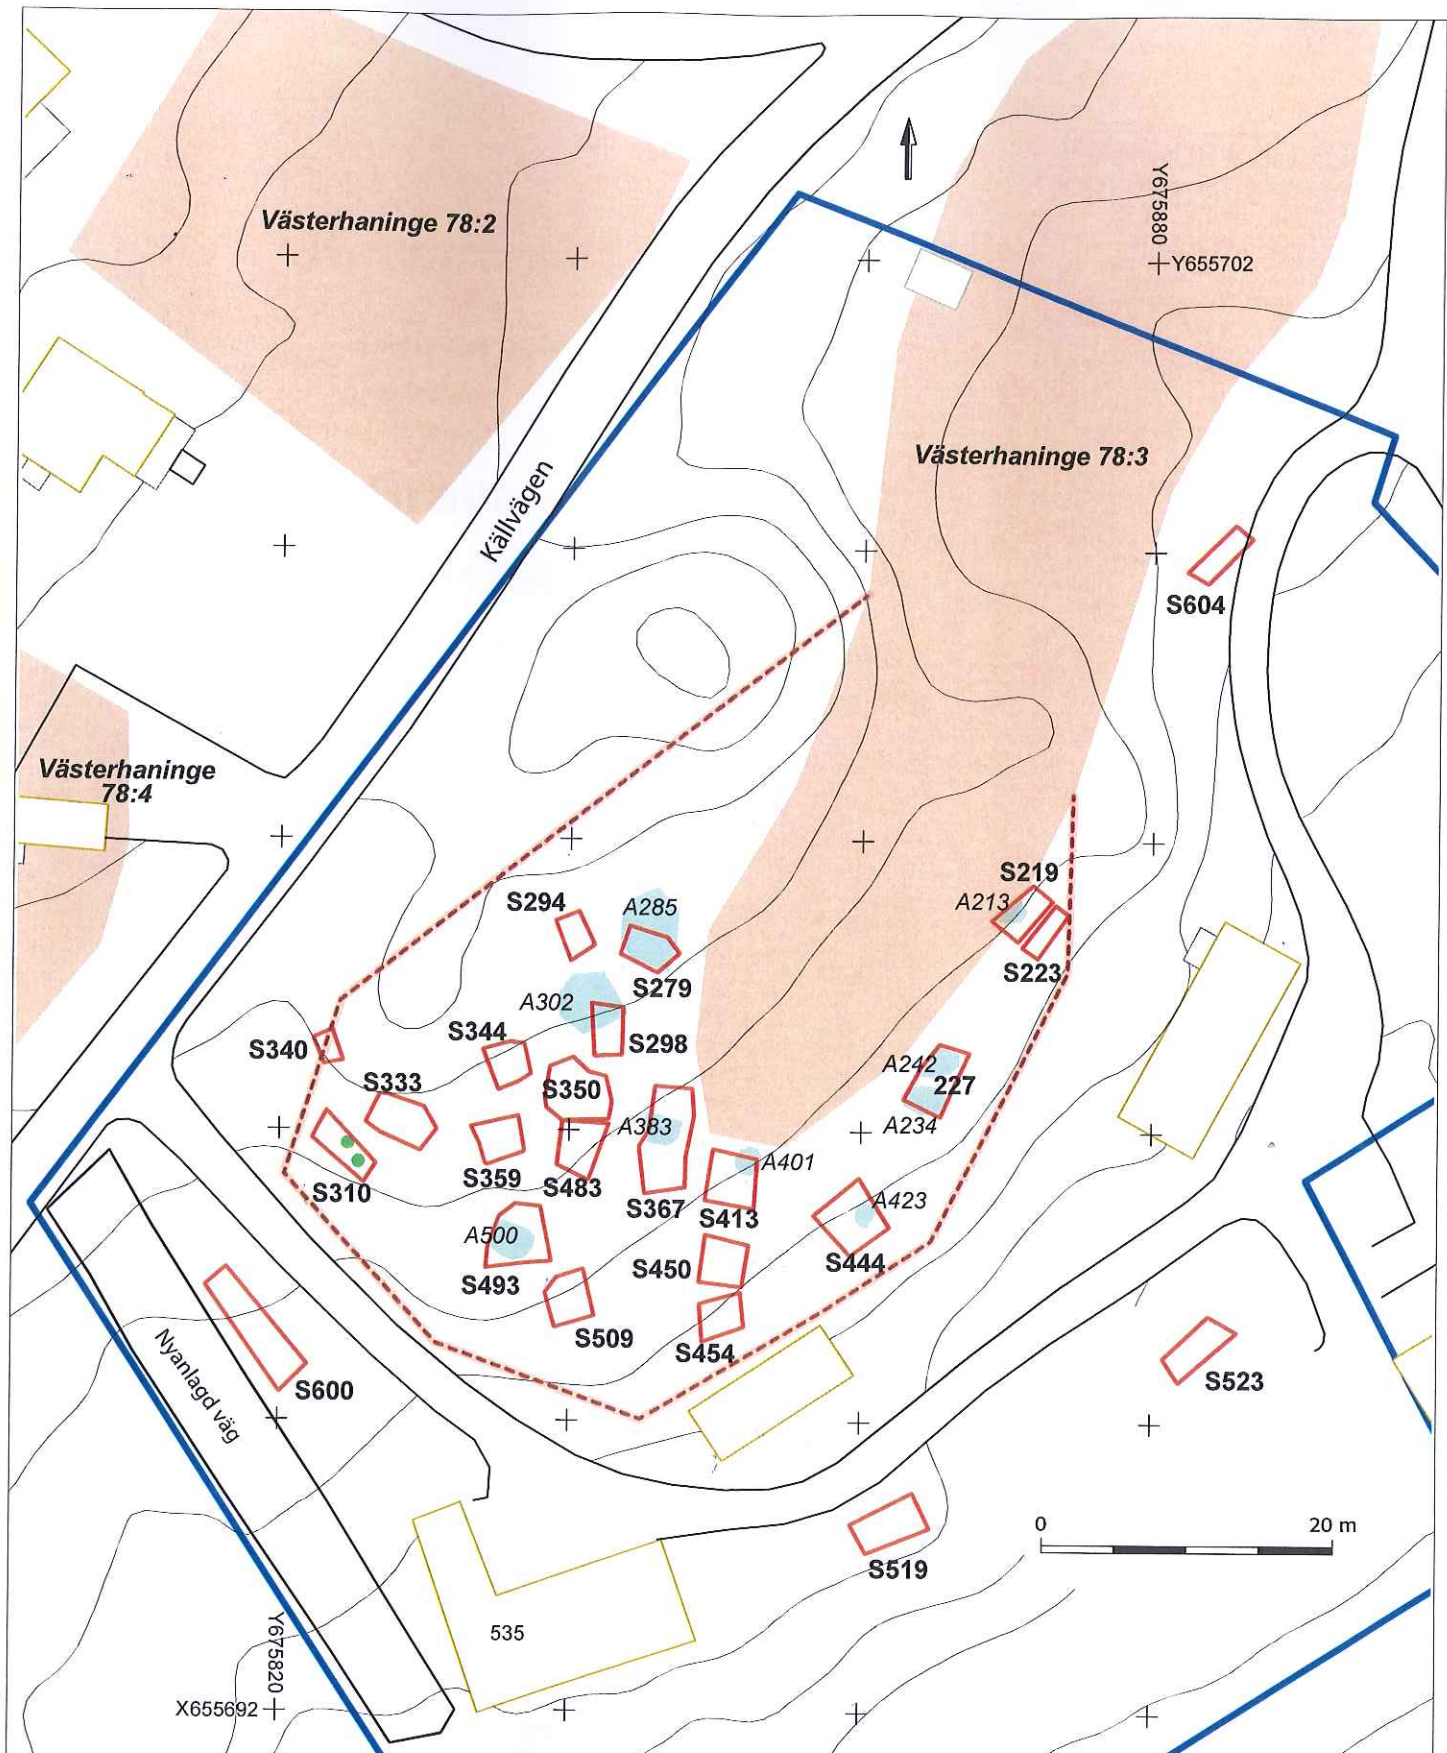 Västerhaninge 78:2
Y675880
Y655702
Västerhaninge 78:3
Källvägen
S604
Västerhaninge
78:4
S219
S294
A285
A213
S223
S279
A302
S344
S298
S340
S333
S350
A242
227
A383
A234
A401
S359
S310
S483
S367
S413
A423
A500
S450
S444
S493
S509
S454
Nyanlagd väg
S600
S523
0
20 m
S519
535
Y675820
X655692